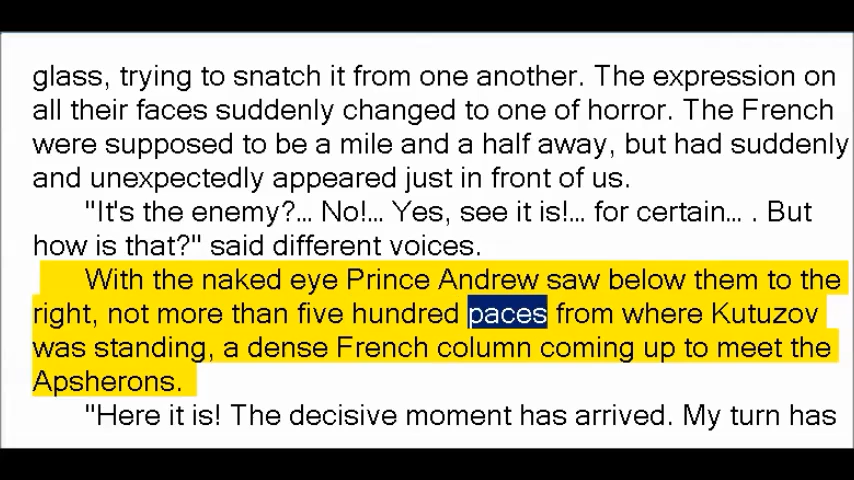 glass, trying to snatch it from one another. The expression on
all their faces suddenly changed to one of horror. The French
were supposed to be a mile and a half away, but had suddenly
and unexpectedly appeared just in front of us.
"It's the enemy?... No!... Yes, see it is!... for certain... . But
how is that?" said different voices.
With the naked eye Prince Andrew saw below them to the
right, not more than five hundred paces from where Kutuzov
was standing, a dense French column coming up to meet the
Apsherons.
"Here it is! The decisive moment has arrived. My turn has